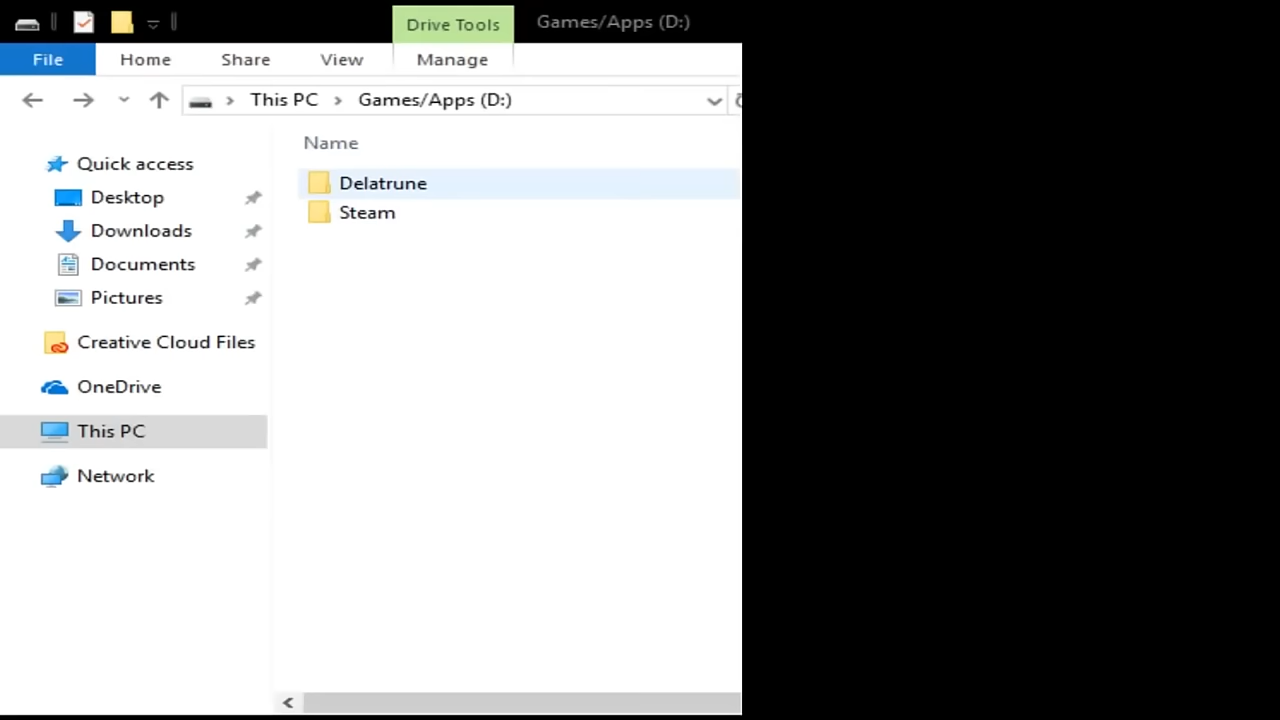 Drive Tools Games/Apps (D:)
File Home Share View Manage
This PC Games/Apps (D:)
Name
Quick access
Desktop
Downloads
Documents
Pictures
Creative Cloud Files
OneDrive
This PC
Network
Delatrune
Steam